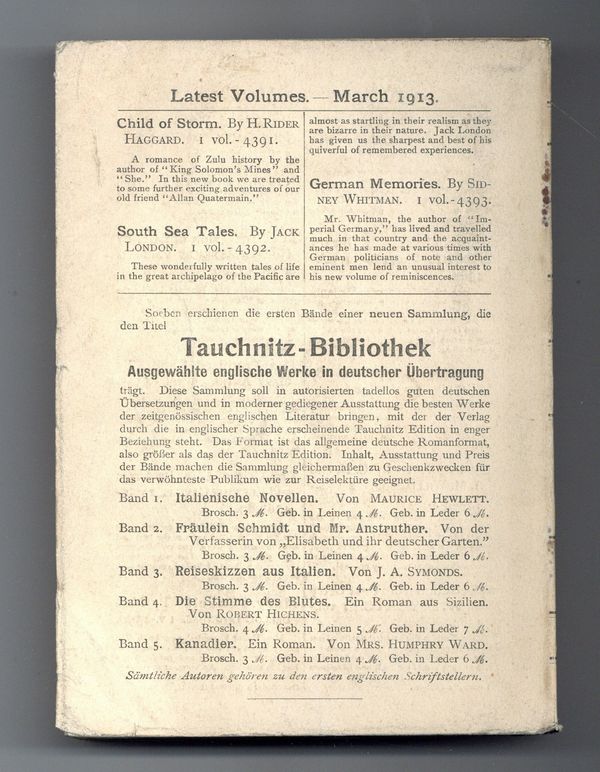 Latest Volumes. — March 1913.
Child of Storm. By H. RIDER
HAGGARD. 1 vol. - 4391.
A romance of Zulu history by the
author of "King Solomon's Mines" and
"She." In this new book we are treated
to some further exciting adventures of our
old friend "Allan Quatermain."
South Sea Tales. By JACK
LONDON. 1 vol. - 4392.
These wonderfully written tales of life
in the great archipelago of the Pacific are
almost as startling in their realism as they
are bizarre in their nature. Jack London
has given us the sharpest and best of his
quiverful of remembered experiences.
German Memories. By SID-
NEY WHITMAN. 1 vol.-4393.
Mr. Whitman, the author of "Im-
perial Germany," has lived and travelled
much in that country and the acquaint-
ances he has made at various times with
German politicians of note and other
eminent men lend an unusual interest to
his new volume of reminiscences.
Soeben erschienen die ersten Bände einer neuen Sammlung, die
den Titel
Tauchnitz-Bibliothek
Ausgewählte englische Werke in deutscher Übertragung
trägt. Diese Sammlung soll in autorisierten tadellos guten deutschen
Übersetzungen und in moderner gediegener Ausstattung die besten Werke
der zeitgenössischen englischen Literatur bringen, mit der der Verlag
durch die in englischer Sprache erscheinende Tauchnitz Edition in enger
Beziehung steht. Das Format ist das allgemeine deutsche Romanformat,
also größer als das der Tauchnitz Edition. Inhalt, Ausstattung und Preis
der Bände machen die Sammlung gleichermaßen zu Geschenkzwecken für
das verwöhnteste Publikum wie zur Reiselektüre geeignet.
Band 1. Italienische Novellen. Von MAURICE HEWLETT.
Brosch. 3 ℳ. Geb. in Leinen 4 ℳ. Geb. in Leder 6 ℳ.
Band 2. Fräulein Schmidt und Mr. Anstruther. Von der
Verfasserin von „Elisabeth und ihr deutscher Garten."
Brosch. 3 ℳ. Geb. in Leinen 4 ℳ. Geb. in Leder 6 ℳ.
Band 3. Reiseskizzen aus Italien. Von J. A. SYMONDS.
Brosch. 3 ℳ. Geb. in Leinen 4 ℳ. Geb. in Leder 6 ℳ.
Band 4. Die Stimme des Blutes. Ein Roman aus Sizilien.
Von ROBERT HICHENS.
Brosch. 4 ℳ. Geb. in Leinen 5 ℳ. Geb. in Leder 7 ℳ.
Band 5. Kanadier. Ein Roman. Von MRS. HUMPHRY WARD.
Brosch. 3 ℳ. Geb. in Leinen 4 ℳ. Geb. in Leder 6 ℳ.
Sämtliche Autoren gehören zu den ersten englischen Schriftstellern.